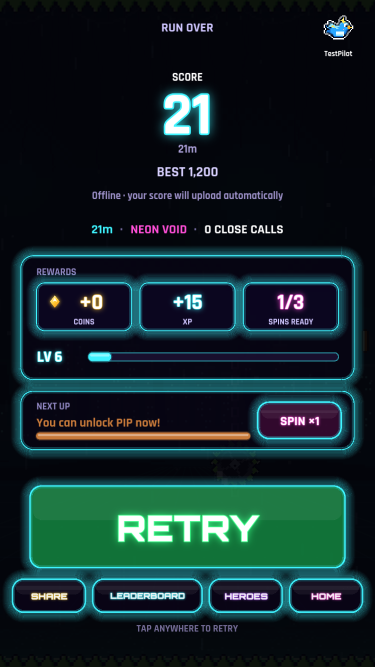 RUN OVER
TestPilot
SCORE
21
21m
BEST 1,200
Offline · your score will upload automatically
21m · NEON VOID · 0 CLOSE CALLS
REWARDS
+0
COINS
+15
XP
1/3
SPINS READY
LV 6
NEXT UP
You can unlock PIP now!
SPIN ×1
RETRY
SHARE
LEADERBOARD
HEROES
HOME
TAP ANYWHERE TO RETRY